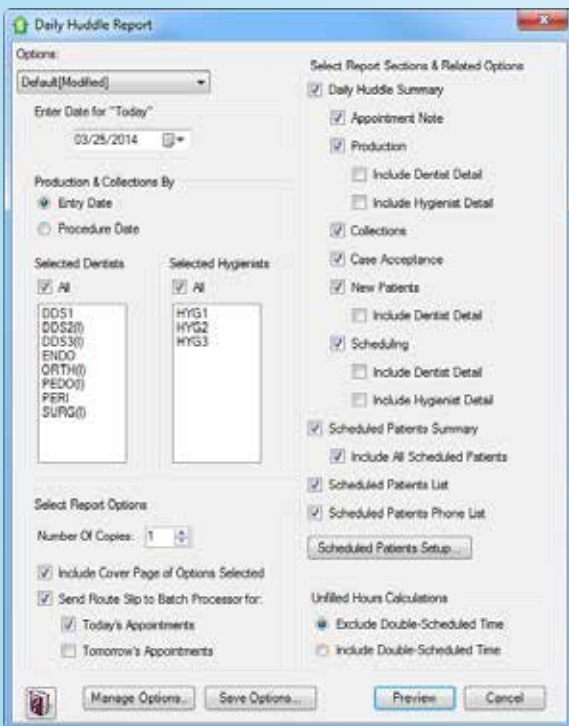 Daily Huddle Report
Options:
Default[Modified]
Enter Date for "Today"
03/25/2014
Production & Collections By
Entry Date
Procedure Date
Selected Dentists
All
DDS1
DDS2(I)
DDS3(I)
ENDO
ORTH(I)
PEDO(I)
PERI
SURG(I)
Selected Hygienists
All
HYG1
HYG2
HYG3
Select Report Options
Number Of Copies: 1
Include Cover Page of Options Selected
Send Route Slip to Batch Processor for:
Today's Appointments
Tomorrow's Appointments
Select Report Sections & Related Options
Daily Huddle Summary
Appointment Note
Production
Include Dentist Detail
Include Hygienist Detail
Collections
Case Acceptance
New Patients
Include Dentist Detail
Scheduling
Include Dentist Detail
Include Hygienist Detail
Scheduled Patients Summary
Include All Scheduled Patients
Scheduled Patients List
Scheduled Patients Phone List
Scheduled Patients Setup...
Unfilled Hours Calculations
Exclude Double-Scheduled Time
Include Double-Scheduled Time
Manage Options... Save Options... Preview Cancel